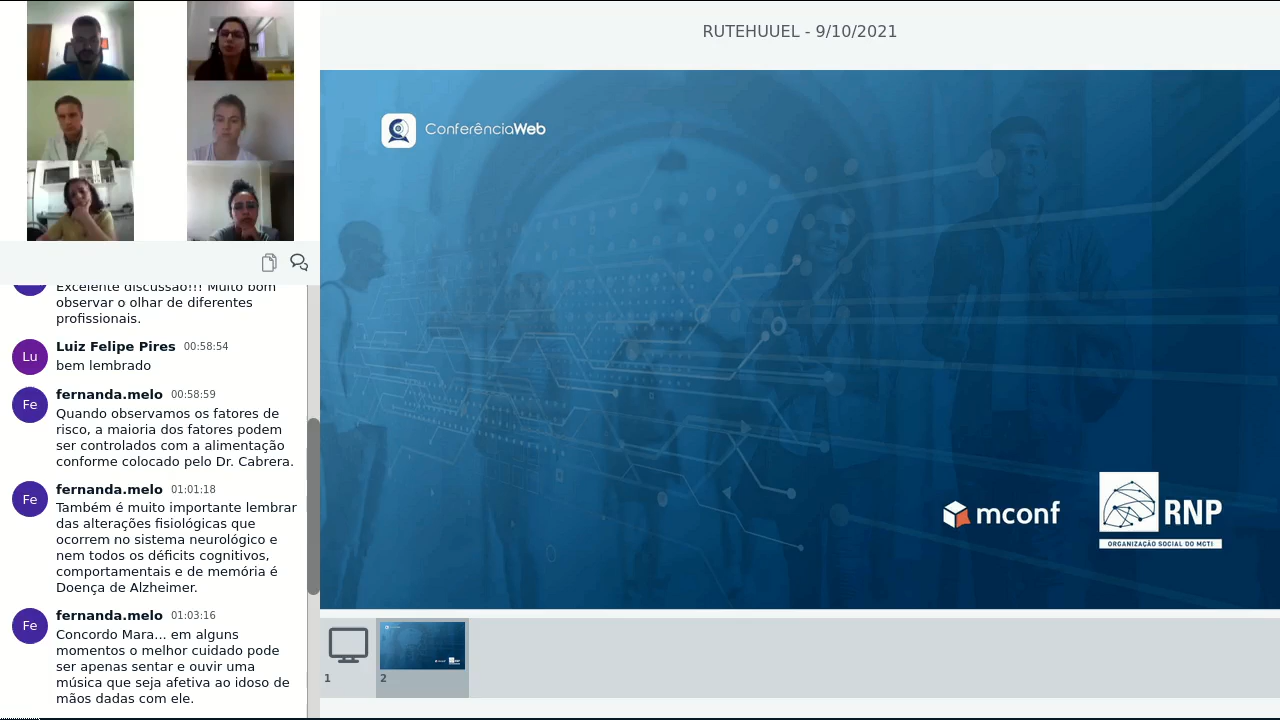 RUTEHUUEL - 9/10/2021
ConferênciaWeb
Excelente discussão!!! Muito bom
observar o olhar de diferentes
profissionais.
Lu
Luiz Felipe Pires 00:58:54
bem lembrado
Fe
fernanda.melo 00:58:59
Quando observamos os fatores de
risco, a maioria dos fatores podem
ser controlados com a alimentação
conforme colocado pelo Dr. Cabrera.
Fe
fernanda.melo 01:01:18
Também é muito importante lembrar
das alterações fisiológicas que
ocorrem no sistema neurológico e
nem todos os déficits cognitivos,
comportamentais e de memória é
Doença de Alzheimer.
Fe
fernanda.melo 01:03:16
Concordo Mara... em alguns
momentos o melhor cuidado pode
ser apenas sentar e ouvir uma
música que seja afetiva ao idoso de
mãos dadas com ele.
mconf
RNP
ORGANIZAÇÃO SOCIAL DO MCTI
1
2